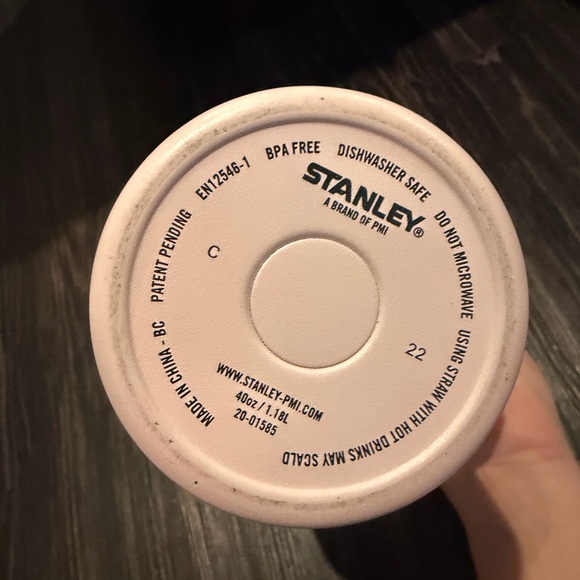 MADE IN CHINA - BC PATENT PENDING EN12546-1 BPA FREE DISHWASHER SAFE DO NOT MICROWAVE USING STRAW WITH HOT DRINKS MAY SCALD
STANLEY®
A BRAND OF PMI
C
22
WWW.STANLEY-PMI.COM
40oz / 1.18L
20-01585